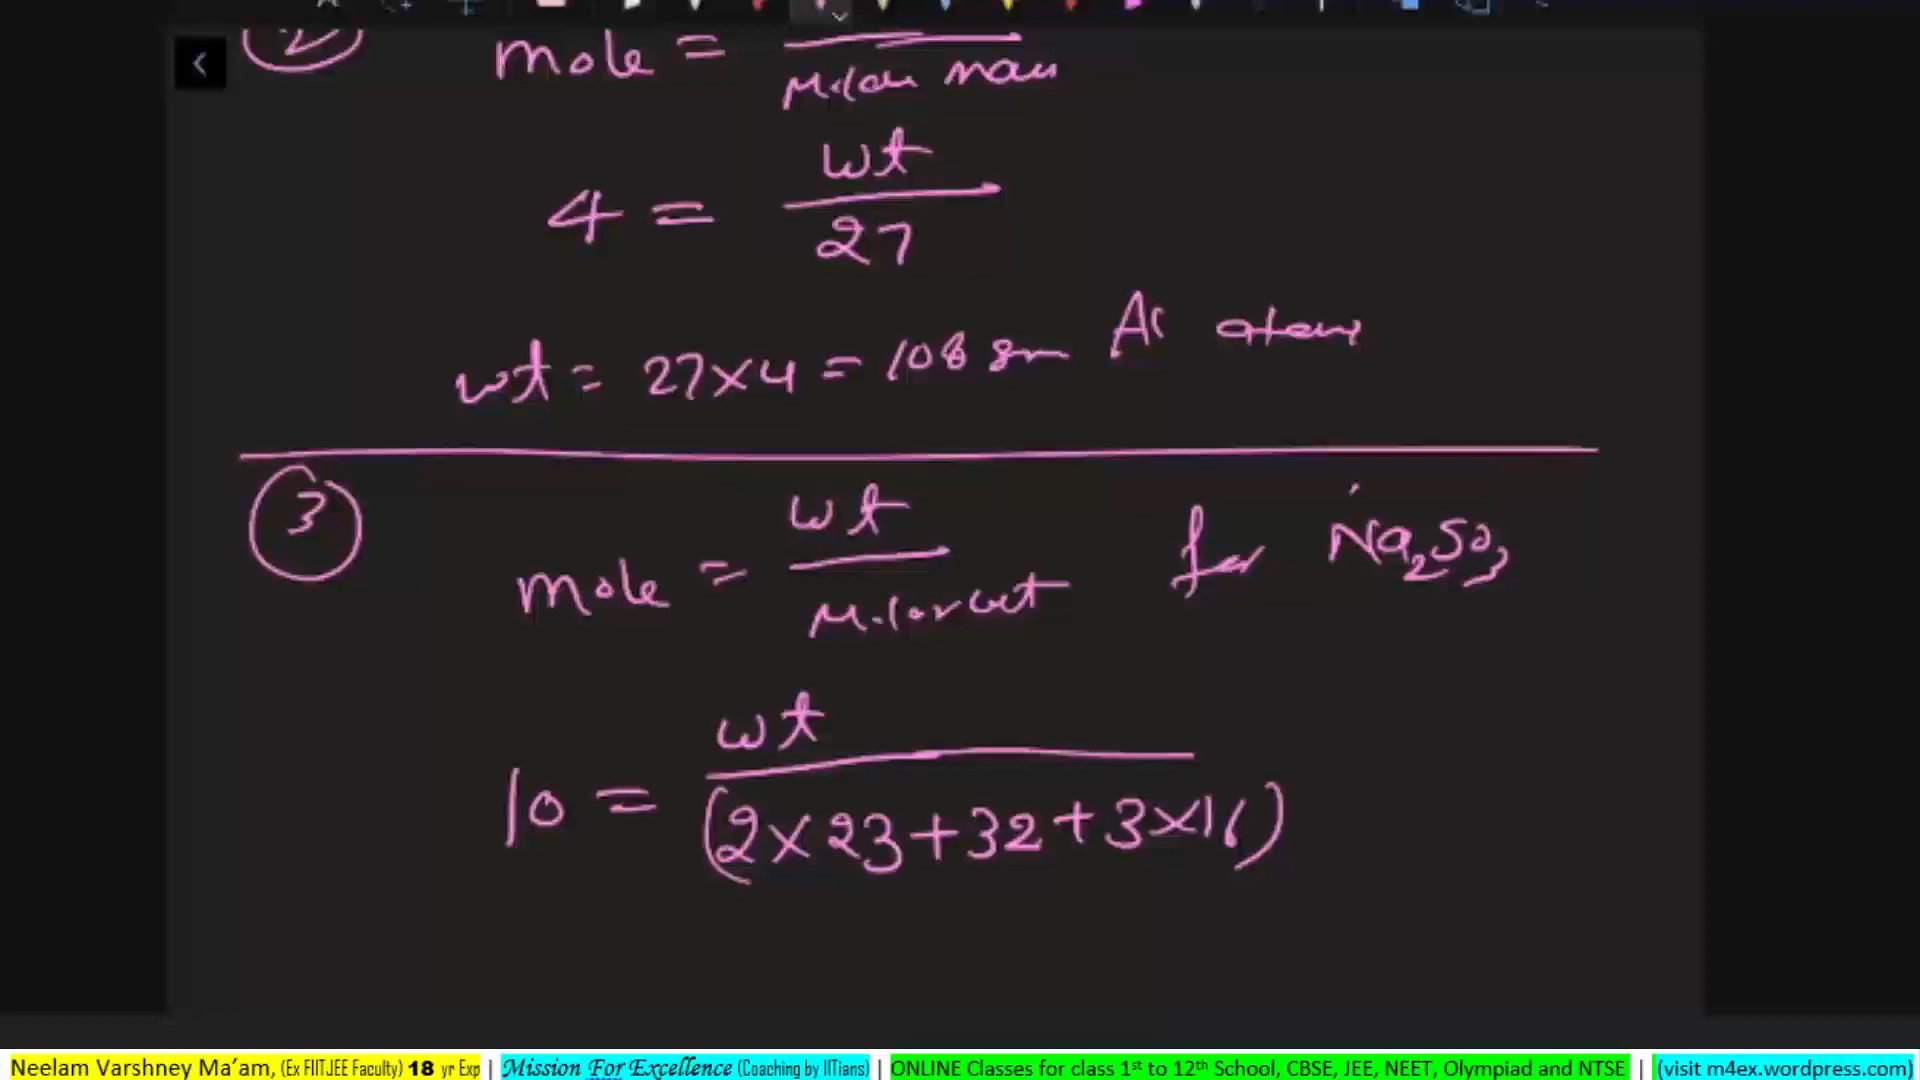 2
mole =
Molar mass
wt
4 = 
27
wt = 27×4 = 108 gm Al atoms
3
wt
mole = for Na₂SO₃
Molar wt
wt
10 =
(2×23+32+3×16)
Neelam Varshney Ma'am, (Ex FIITJEE Faculty) 18 yr Exp | Mission For Excellence (Coaching by IITians) | ONLINE Classes for class 1st to 12th School, CBSE, JEE, NEET, Olympiad and NTSE | (visit m4ex.wordpress.com)